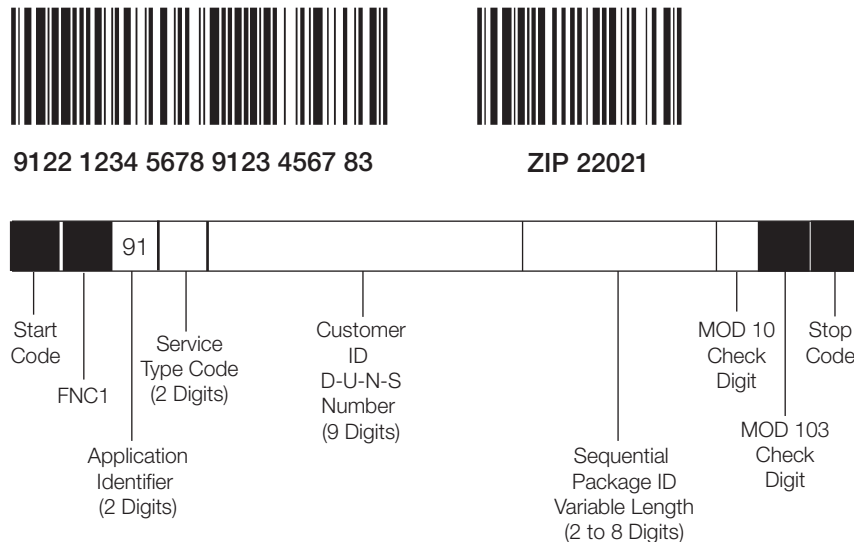 9122 1234 5678 9123 4567 83
ZIP 22021
91
Start
Code
FNC1
Application
Identifier
(2 Digits)
Service
Type Code
(2 Digits)
Customer
ID
D-U-N-S
Number
(9 Digits)
Sequential
Package ID
Variable Length
(2 to 8 Digits)
MOD 10
Check
Digit
MOD 103
Check
Digit
Stop
Code